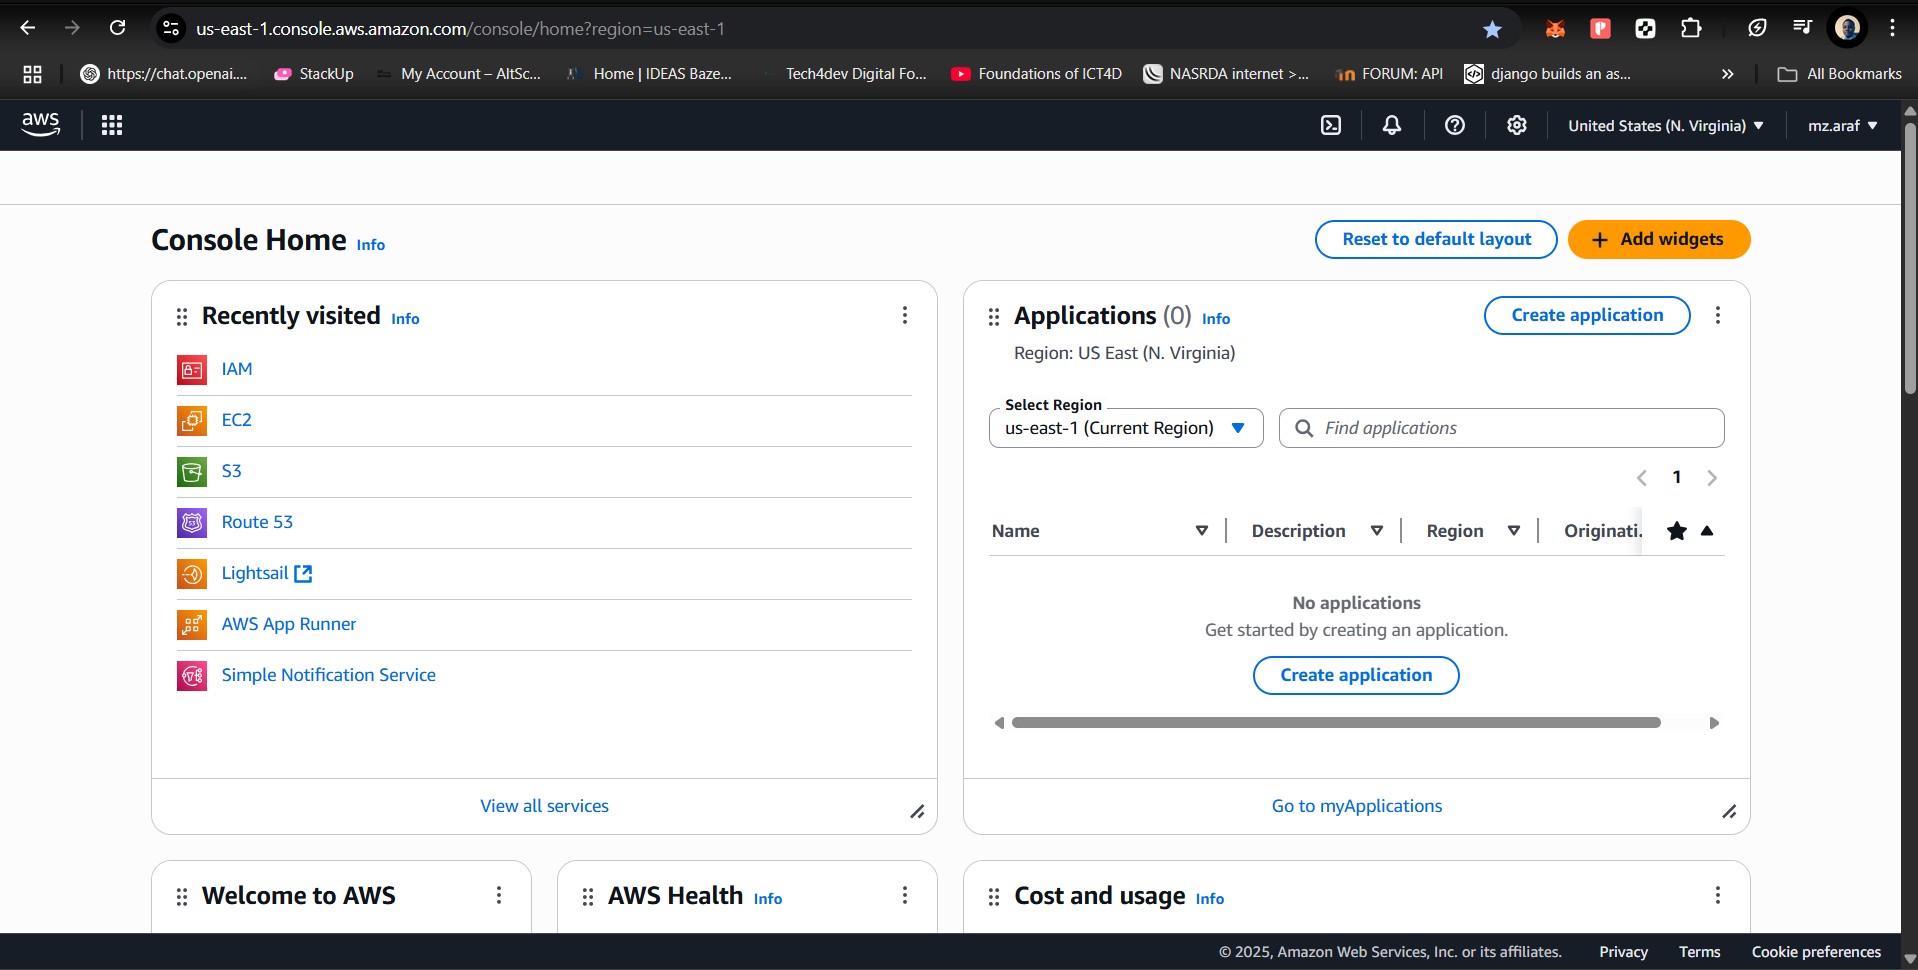 us-east-1.console.aws.amazon.com/console/home?region=us-east-1
https://chat.openai.... StackUp My Account – AltSc... Home | IDEAS Baze... Tech4dev Digital Fo... Foundations of ICT4D NASRDA internet >... FORUM: API django builds an as... » All Bookmarks
aws United States (N. Virginia) mz.araf
Console Home Info Reset to default layout + Add widgets
Recently visited Info
IAM
EC2
S3
Route 53
Lightsail
AWS App Runner
Simple Notification Service
View all services
Applications (0) Info Create application
Region: US East (N. Virginia)
Select Region
us-east-1 (Current Region) Find applications
1
Name Description Region Originati.
No applications
Get started by creating an application.
Create application
Go to myApplications
Welcome to AWS AWS Health Info Cost and usage Info
© 2025, Amazon Web Services, Inc. or its affiliates. Privacy Terms Cookie preferences